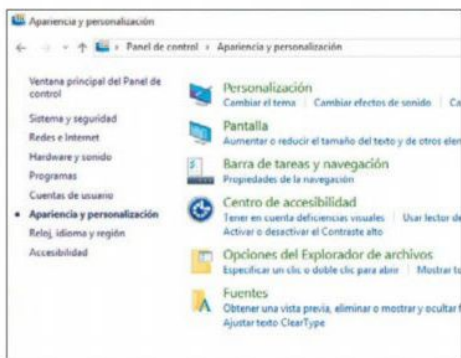 Apariencia y personalización
Panel de control › Apariencia y personalización
Ventana principal del Panel de
control
Sistema y seguridad
Redes e Internet
Hardware y sonido
Programas
Cuentas de usuario
Apariencia y personalización
Reloj, idioma y región
Accesibilidad
Personalización
Cambiar el tema | Cambiar efectos de sonido | Ca
Pantalla
Aumentar o reducir el tamaño del texto y de otros elem
Barra de tareas y navegación
Propiedades de la navegación
Centro de accesibilidad
Tener en cuenta deficiencias visuales | Usar lector de
Activar o desactivar el Contraste alto
Opciones del Explorador de archivos
Especificar un clic o doble clic para abrir | Mostrar to
Fuentes
Obtener una vista previa, eliminar o mostrar y ocultar f
Ajustar texto ClearType